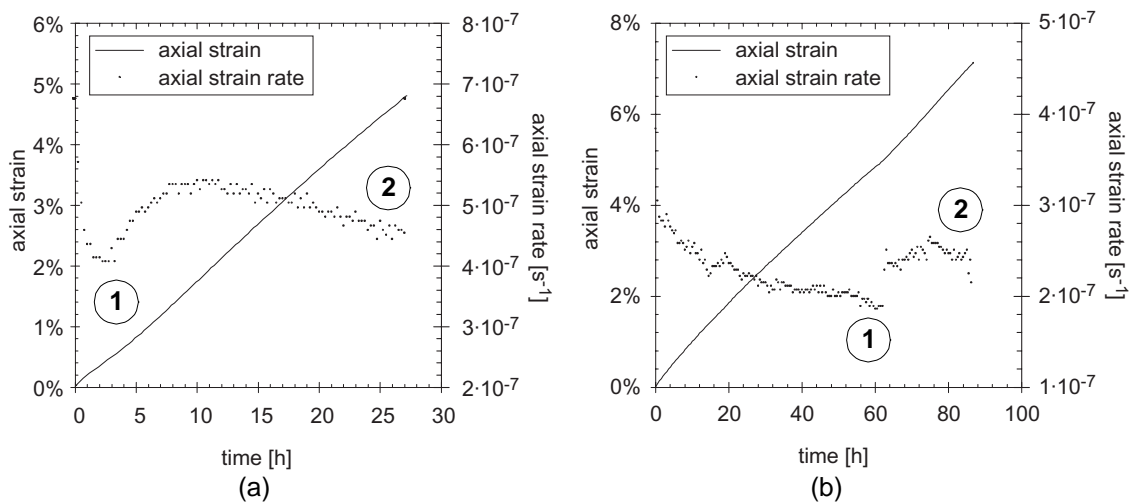 6%
5%
4%
3%
2%
1%
0%
axial strain
axial strain
axial strain rate
1
2
8·10-7
7·10-7
6·10-7
5·10-7
4·10-7
3·10-7
2·10-7
axial strain rate [s-1]
0 5 10 15 20 25 30
time [h]
(a)
8%
6%
4%
2%
0%
axial strain
axial strain
axial strain rate
2
1
5·10-7
4·10-7
3·10-7
2·10-7
1·10-7
axial strain rate [s-1]
0 20 40 60 80 100
time [h]
(b)